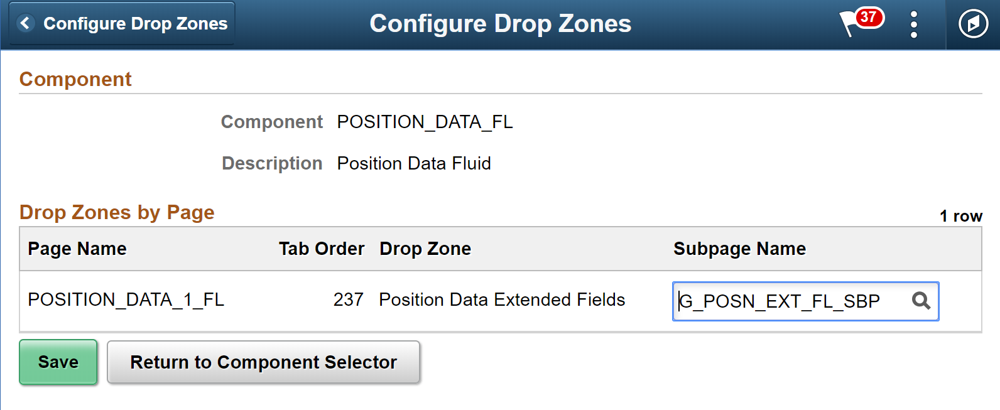 Configure Drop Zones
Configure Drop Zones
37
Component
Component POSITION_DATA_FL
Description Position Data Fluid
Drop Zones by Page
1 row
Page Name Tab Order Drop Zone Subpage Name
POSITION_DATA_1_FL 237 Position Data Extended Fields G_POSN_EXT_FL_SBP
Save Return to Component Selector